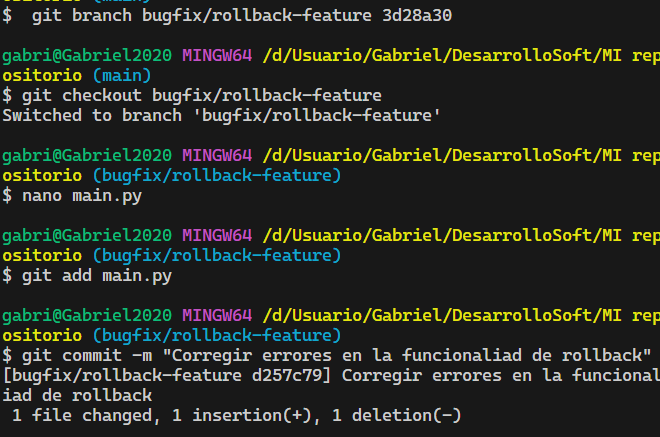 $  git branch bugfix/rollback-feature 3d28a30
gabri@Gabriel2020 MINGW64 /d/Usuario/Gabriel/DesarrolloSoft/MI rep
ositorio (main)
$ git checkout bugfix/rollback-feature
Switched to branch 'bugfix/rollback-feature'
gabri@Gabriel2020 MINGW64 /d/Usuario/Gabriel/DesarrolloSoft/MI rep
ositorio (bugfix/rollback-feature)
$ nano main.py
gabri@Gabriel2020 MINGW64 /d/Usuario/Gabriel/DesarrolloSoft/MI rep
ositorio (bugfix/rollback-feature)
$ git add main.py
gabri@Gabriel2020 MINGW64 /d/Usuario/Gabriel/DesarrolloSoft/MI rep
ositorio (bugfix/rollback-feature)
$ git commit -m "Corregir errores en la funcionaliad de rollback"
[bugfix/rollback-feature d257c79] Corregir errores en la funcional
iad de rollback
 1 file changed, 1 insertion(+), 1 deletion(-)